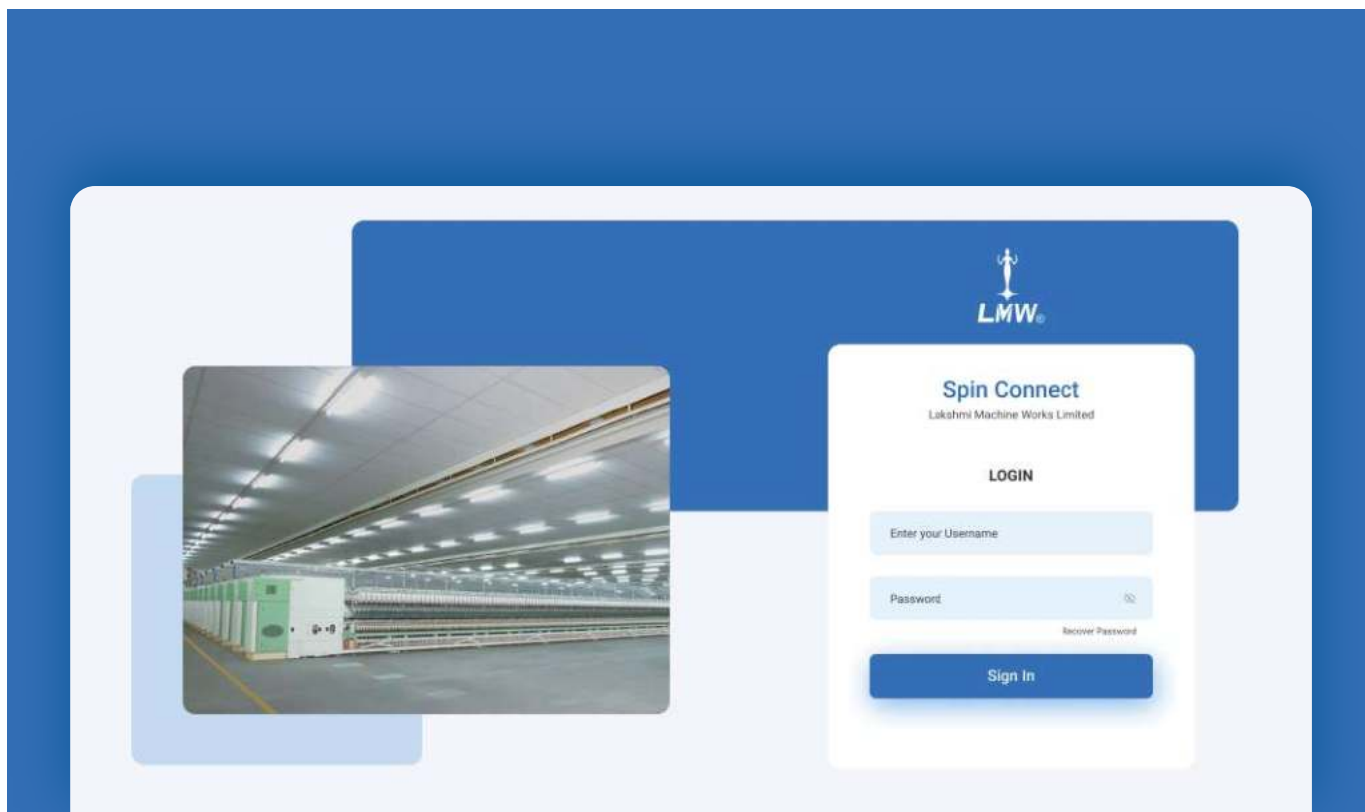 LMW®
Spin Connect
Lakshmi Machine Works Limited
LOGIN
Enter your Username
Password
Recover Password
Sign In